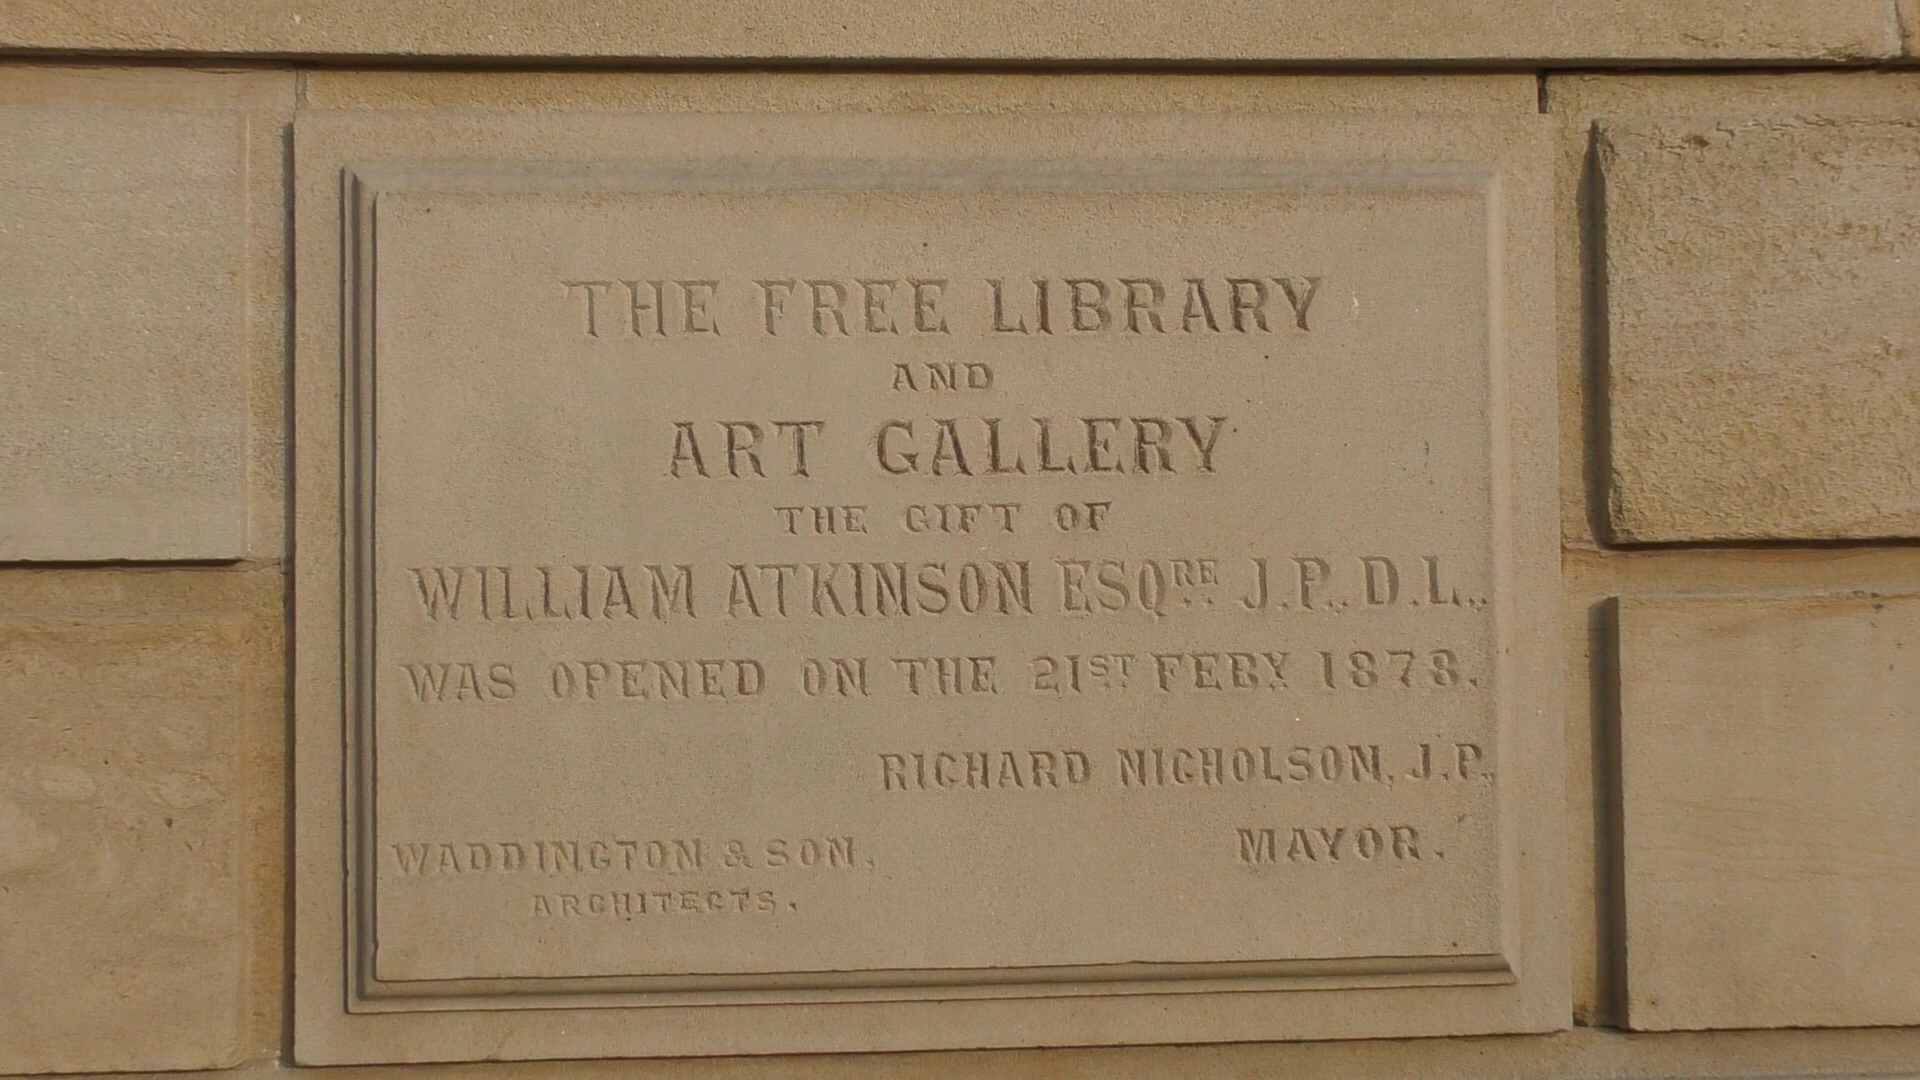 THE FREE LIBRARY
AND
ART GALLERY
THE GIFT OF
WILLIAM ATKINSON ESQRE. J.P., D.L.,
WAS OPENED ON THE 21ST FEBY. 1878.
RICHARD NICHOLSON, J.P.,
MAYOR.
WADDINGTON & SON,
ARCHITECTS.